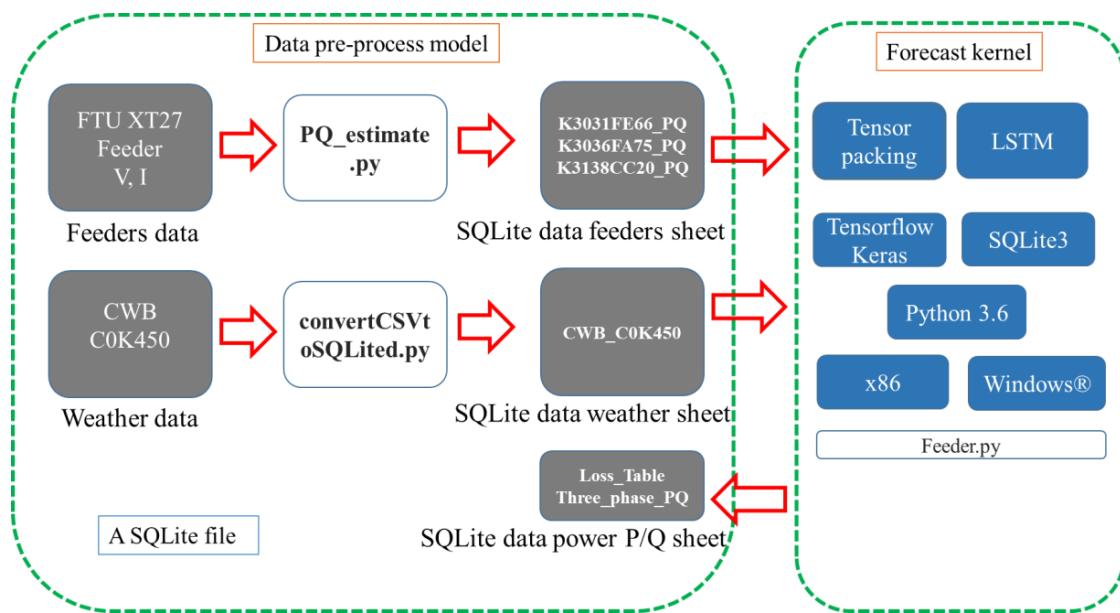 Data pre-process model
FTU XT27
Feeder
V, I
Feeders data
PQ_estimate
.py
K3031FE66_PQ
K3036FA75_PQ
K3138CC20_PQ
SQLite data feeders sheet
CWB
C0K450
Weather data
convertCSVt
oSQLited.py
CWB_C0K450
SQLite data weather sheet
Loss_Table
Three_phase_PQ
SQLite data power P/Q sheet
A SQLite file
Forecast kernel
Tensor
packing
LSTM
Tensorflow
Keras
SQLite3
Python 3.6
x86
Windows®
Feeder.py